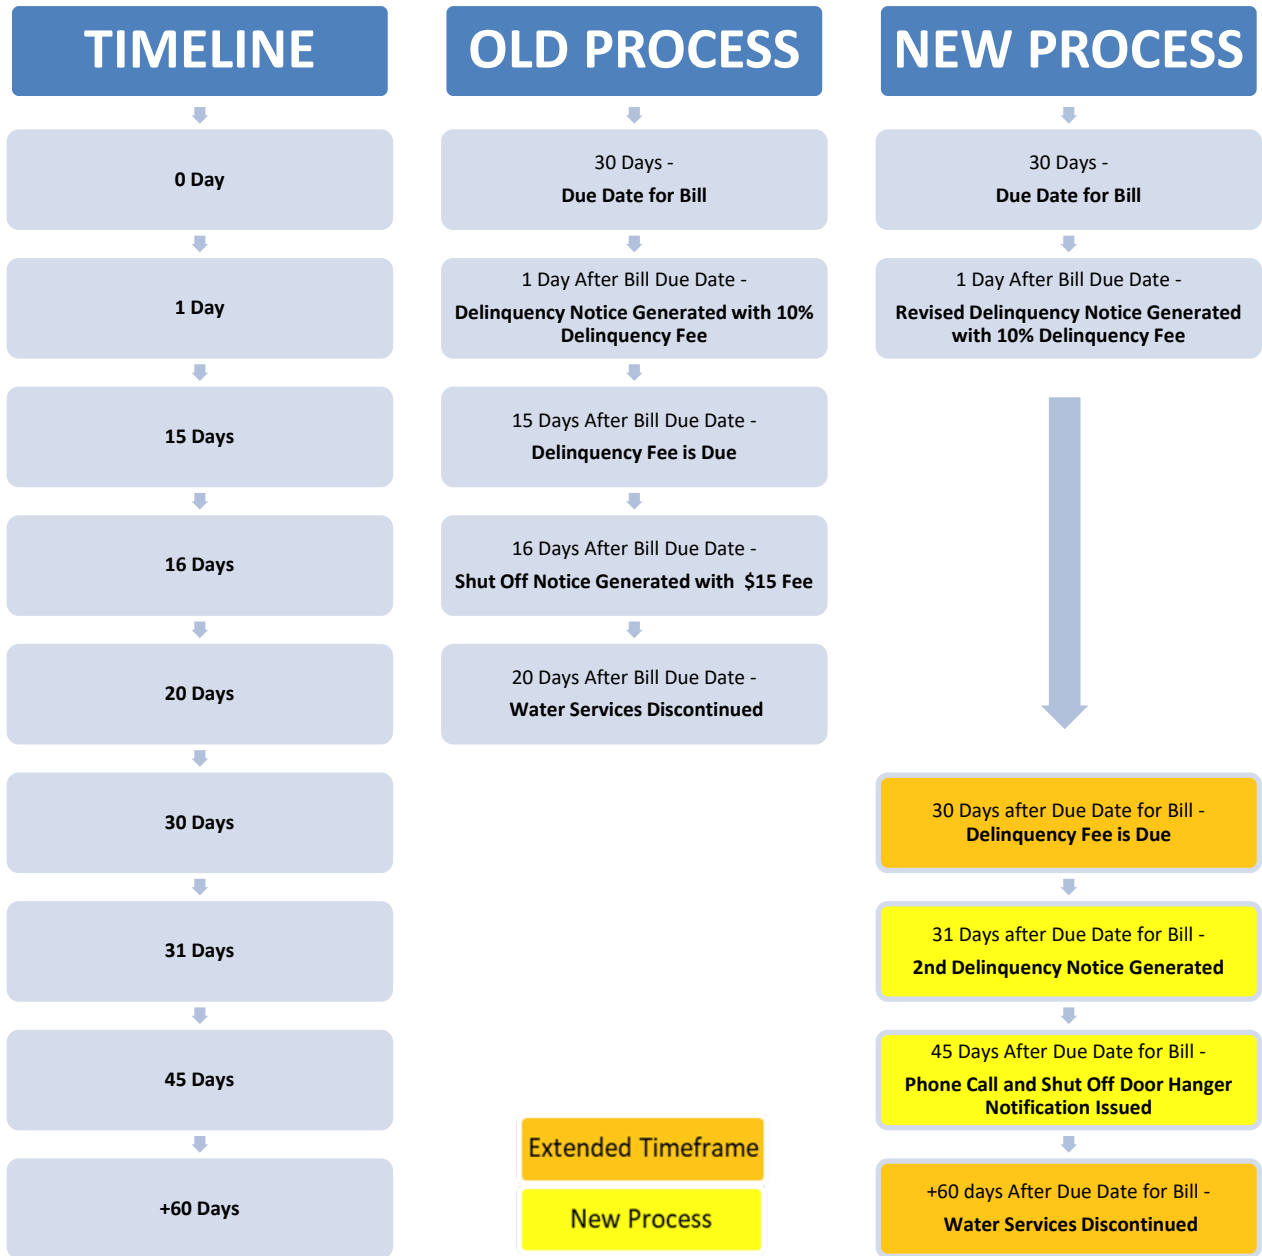 TIMELINE
0 Day
1 Day
15 Days
16 Days
20 Days
30 Days
31 Days
45 Days
+60 Days
OLD PROCESS
30 Days -
Due Date for Bill
1 Day After Bill Due Date -
Delinquency Notice Generated with 10%
Delinquency Fee
15 Days After Bill Due Date -
Delinquency Fee is Due
16 Days After Bill Due Date -
Shut Off Notice Generated with  $15 Fee
20 Days After Bill Due Date -
Water Services Discontinued
Extended Timeframe
New Process
NEW PROCESS
30 Days -
Due Date for Bill
1 Day After Bill Due Date -
Revised Delinquency Notice Generated
with 10% Delinquency Fee
30 Days after Due Date for Bill -
Delinquency Fee is Due
31 Days after Due Date for Bill -
2nd Delinquency Notice Generated
45 Days After Due Date for Bill -
Phone Call and Shut Off Door Hanger
Notification Issued
+60 days After Due Date for Bill -
Water Services Discontinued